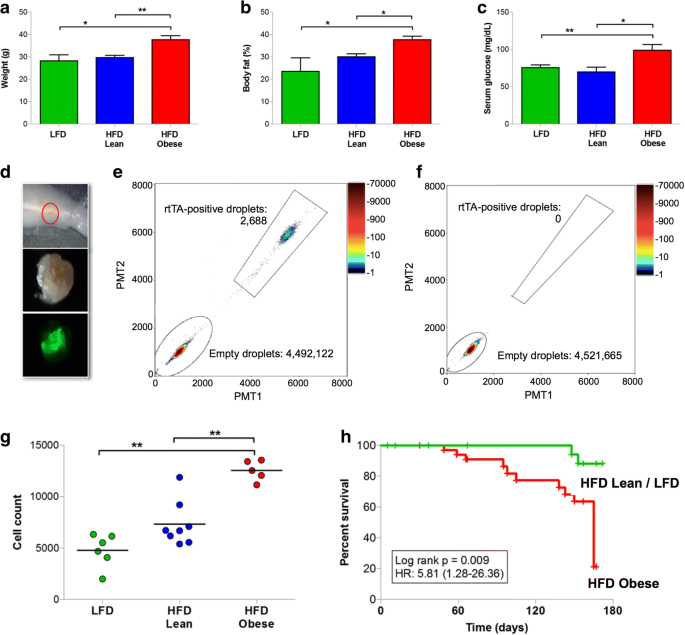 a
**
*
50
40
30
20
10
0
Weight (g)
LFD
HFD
Lean
HFD
Obese
b
*
*
50
40
30
20
10
0
Body fat (%)
LFD
HFD
Lean
HFD
Obese
c
*
**
150
100
50
0
Serum glucose (mg/dL)
LFD
HFD
Lean
HFD
Obese
d
e
8000
6000
4000
2000
0
PMT2
rtTA-positive droplets:
2,688
Empty droplets: 4,492,122
0
2000
4000
6000
8000
PMT1
-70000
-9000
-900
-100
-10
-1
f
8000
6000
4000
2000
0
PMT2
rtTA-positive droplets:
0
Empty droplets: 4,521,665
0
2000
4000
6000
8000
PMT1
-70000
-9000
-900
-100
-10
-1
g
**
**
15000
10000
5000
0
Cell count
LFD
HFD
Lean
HFD
Obese
h
100
80
60
40
20
0
Percent survival
HFD Lean / LFD
Log rank p = 0.009
HR: 5.81 (1.28-26.36)
HFD Obese
0
60
120
180
Time (days)